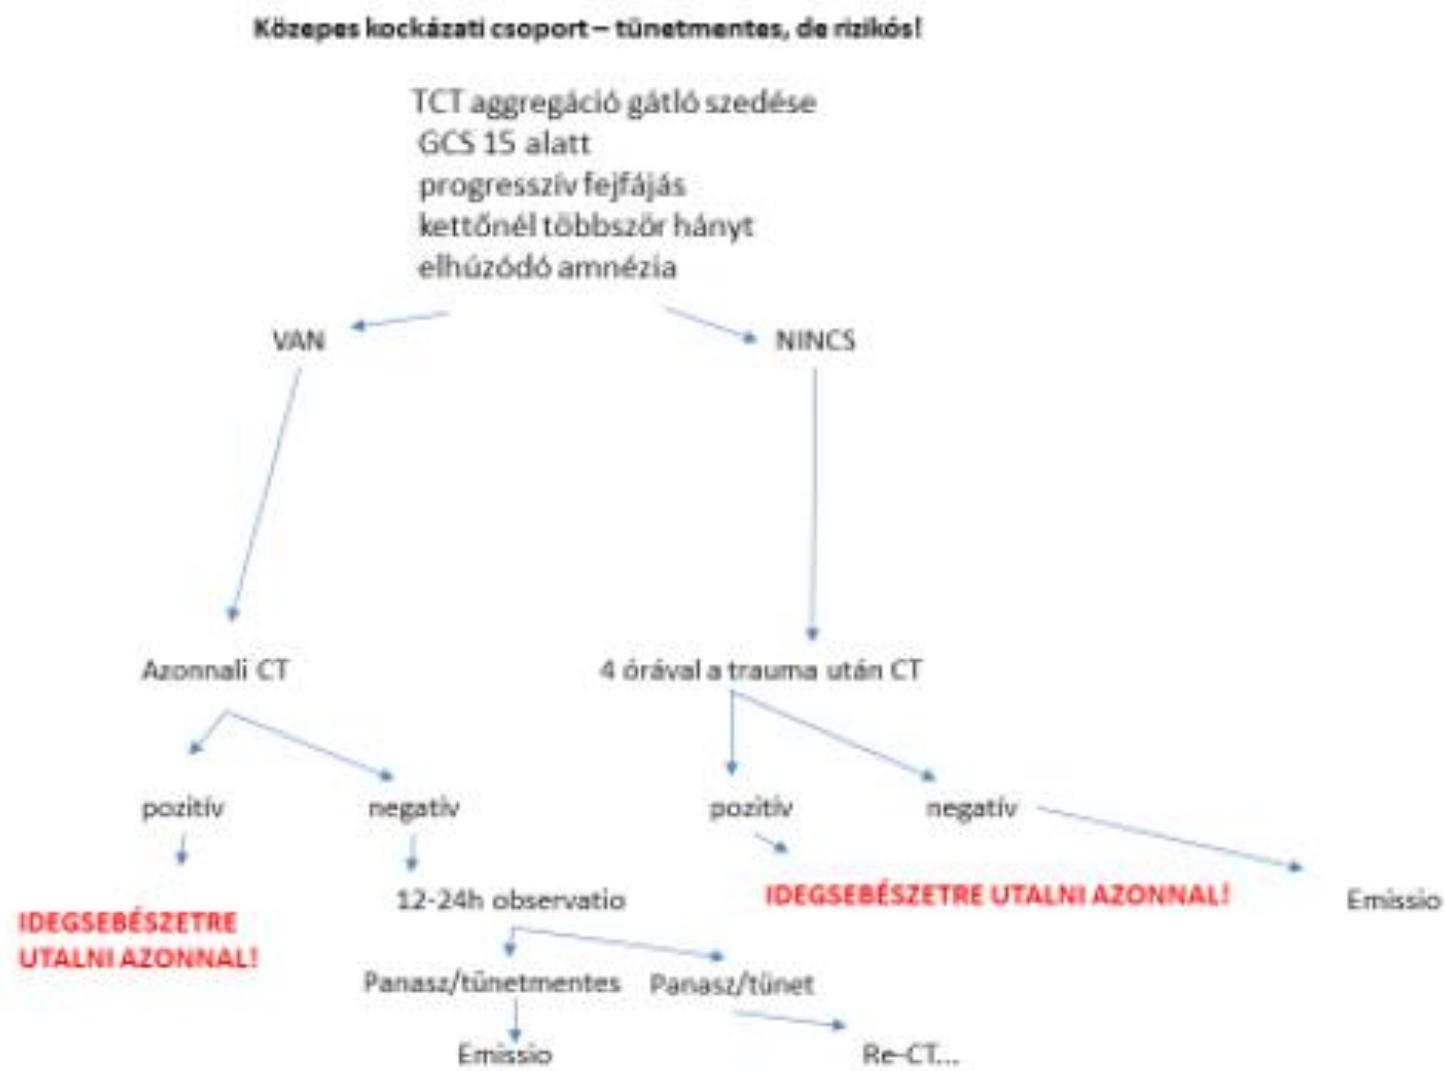 Közepes kockázati csoport – tünetmentes, de rizikós!
TCT aggregáció gátló szedése
GCS 15 alatt
progresszív fejfájás
kettőnél többször hányt
elhúzódó amnézia
VAN
NINCS
Azonnali CT
4 órával a trauma után CT
pozitív
negatív
pozitív
negatív
12-24h observatio
IDEGSEBÉSZETRE
UTALNI AZONNAL!
IDEGSEBÉSZETRE UTALNI AZONNAL!
Emissio
Panasz/tünetmentes
Panasz/tünet
Emissio
Re-CT...